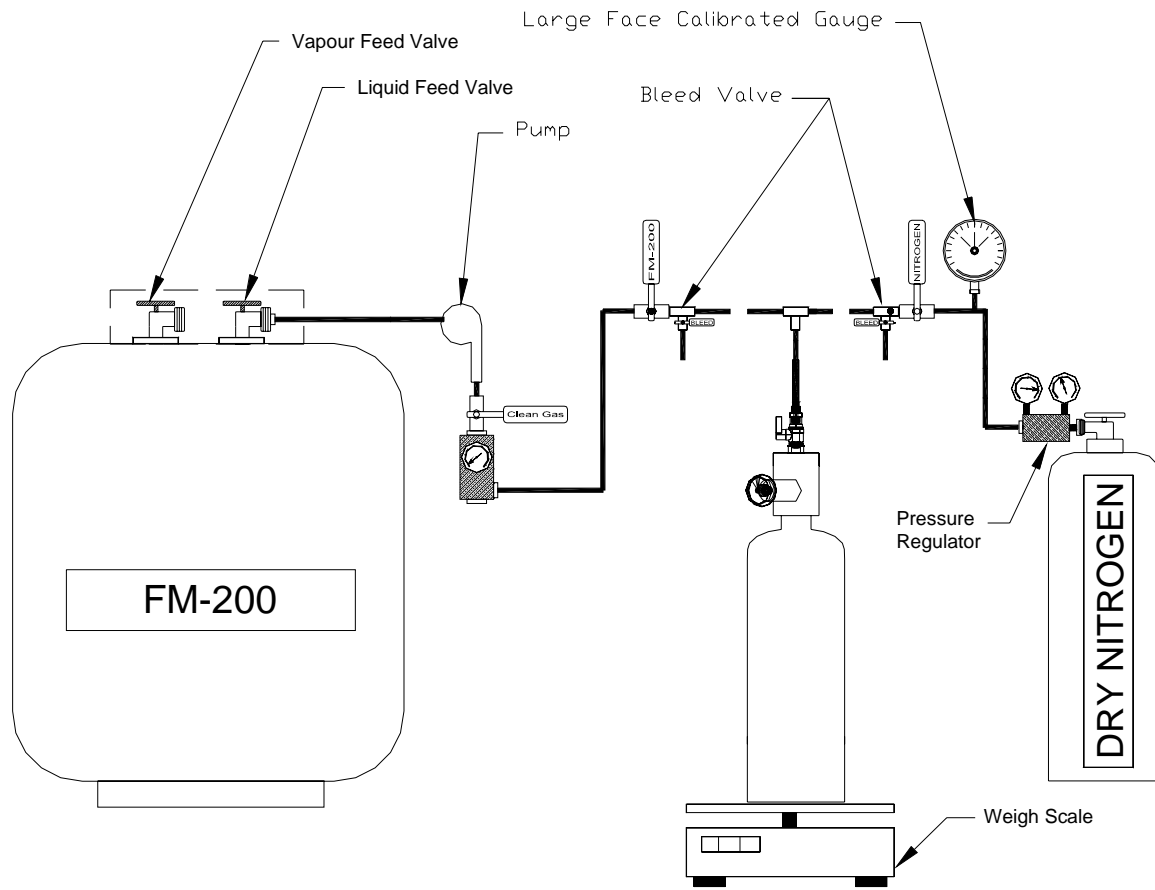 Large Face Calibrated Gauge
Vapour Feed Valve
Liquid Feed Valve
Bleed Valve
Pump
FM-200
NITROGEN
BLEED
BLEED
Clean Gas
Pressure
Regulator
DRY NITROGEN
FM-200
Weigh Scale